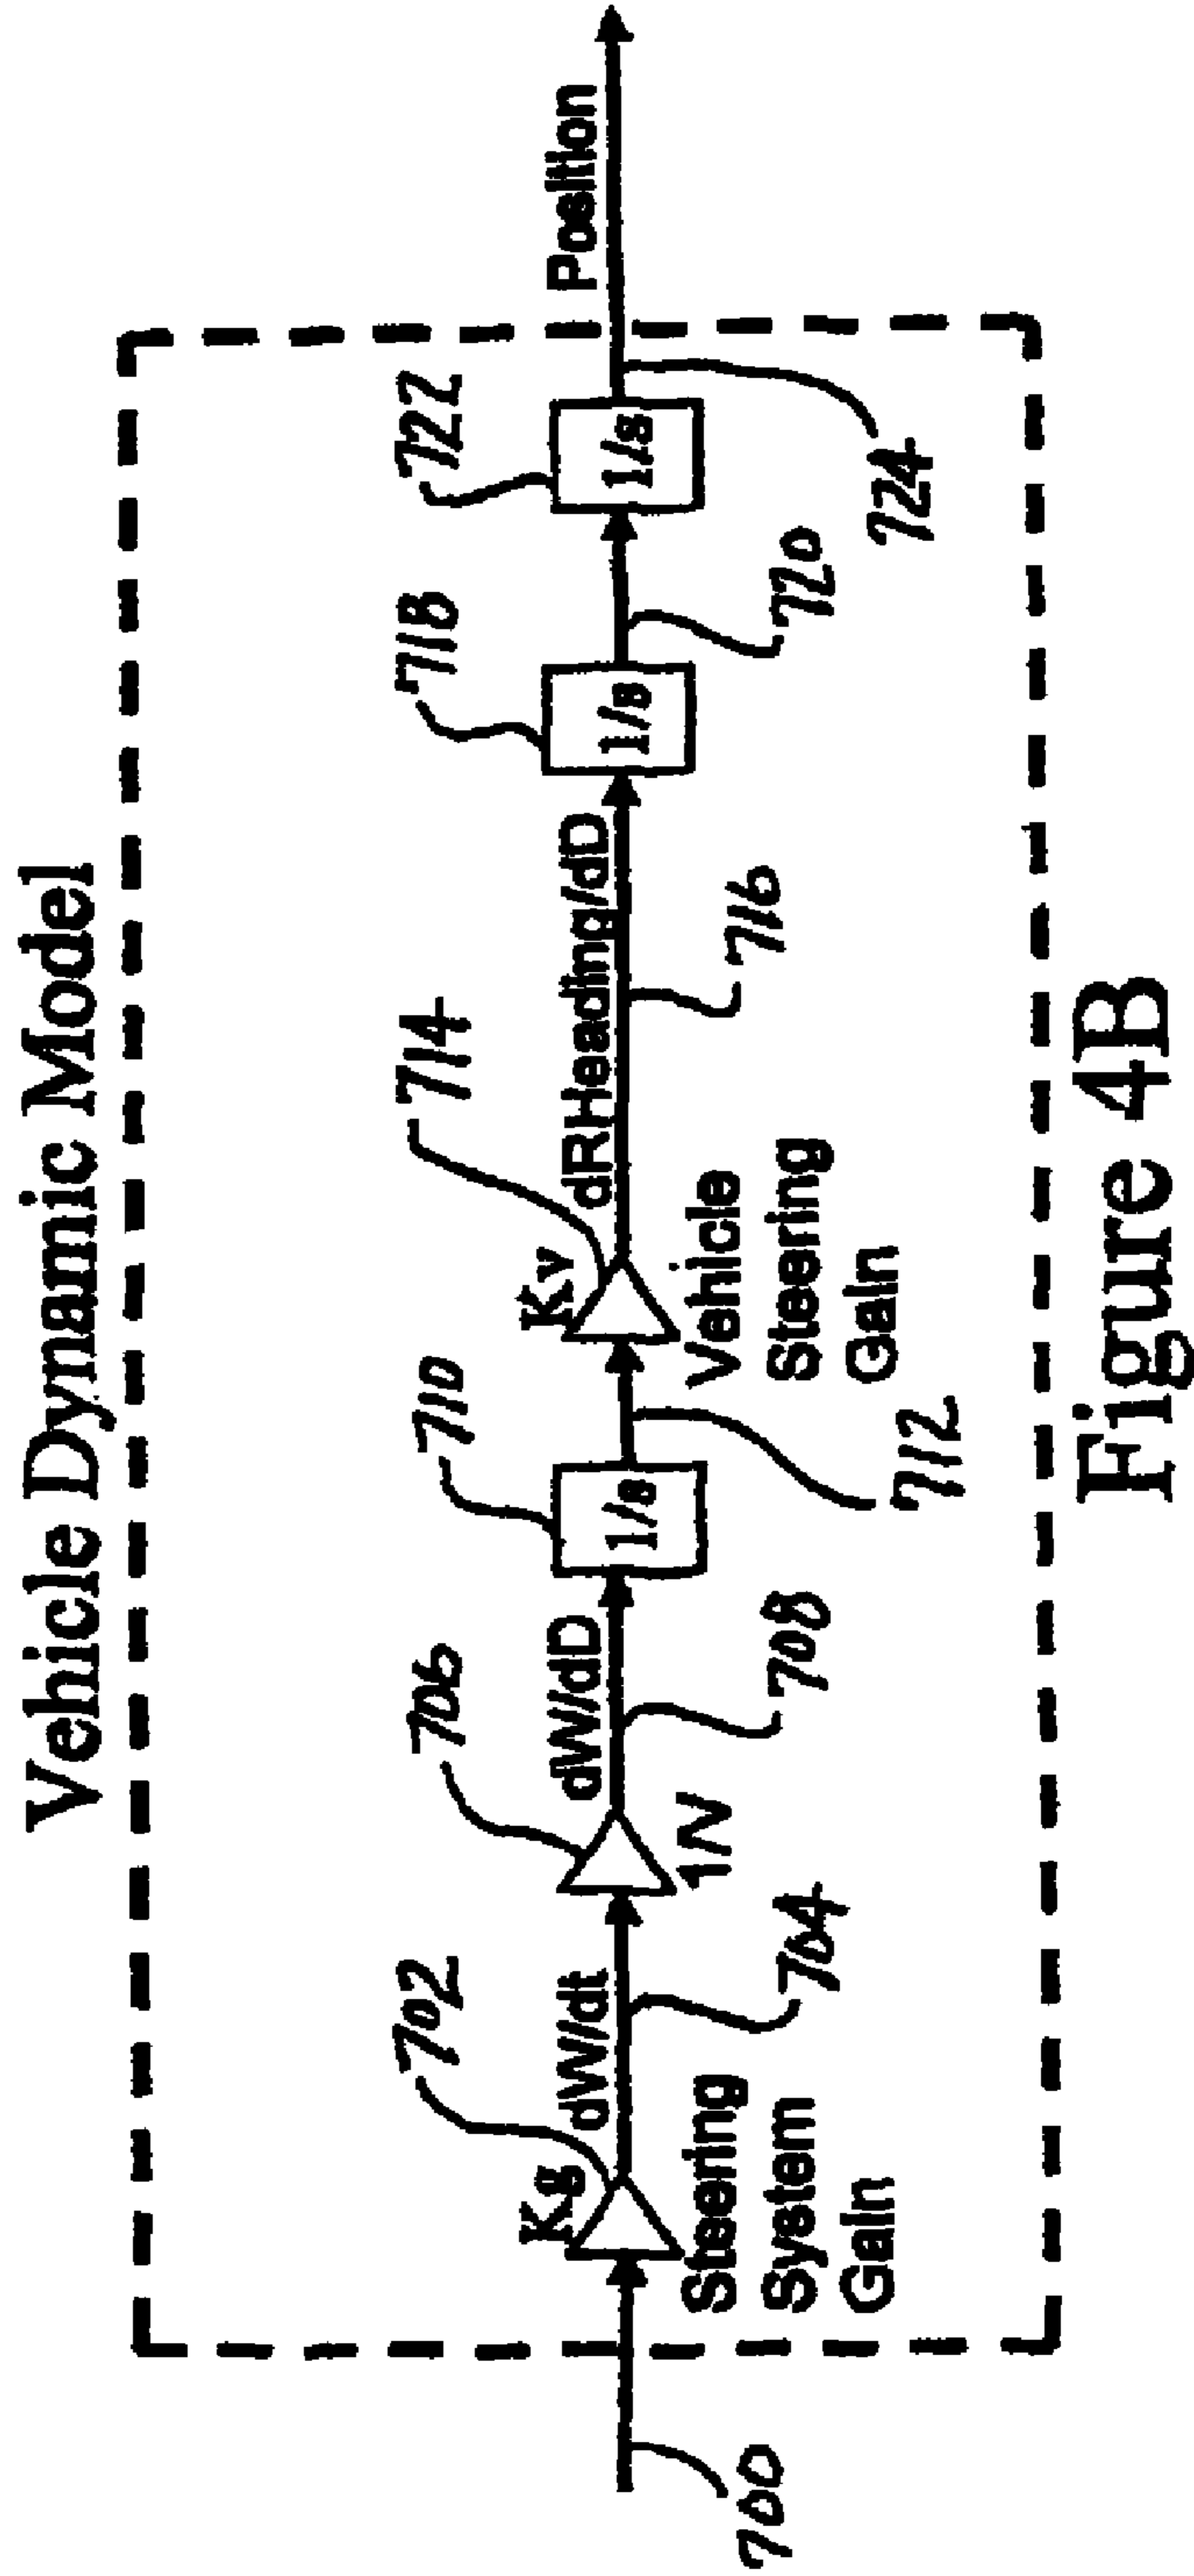 Vehicle Dynamic Model
700
Kg
702
Steering
System
Gain
dW/dt
704
706
1/V
dW/dD
708
710
1/s
712
Kv
714
Vehicle
Steering
Gain
dRHeading/dD
716
718
1/s
720
722
1/s
724
Position
Figure 4B